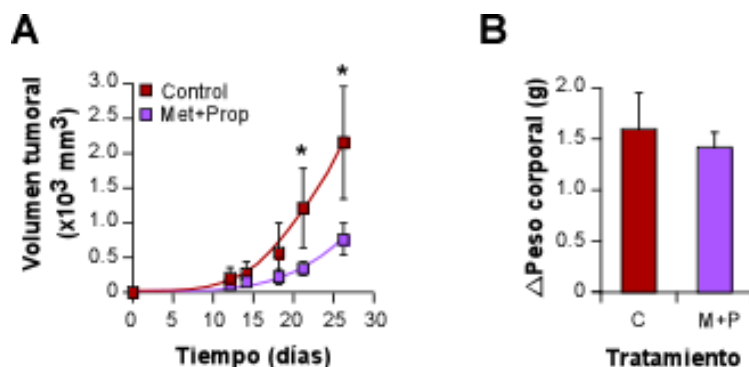 A
Volumen tumoral
(x10³ mm³)
3.0
2.5
2.0
1.5
1.0
0.5
0
Control
Met+Prop
*
*
0
5
10
15
20
25
30
Tiempo (días)
B
△Peso corporal (g)
2.0
1.5
1.0
0.5
0.0
C
M+P
Tratamiento